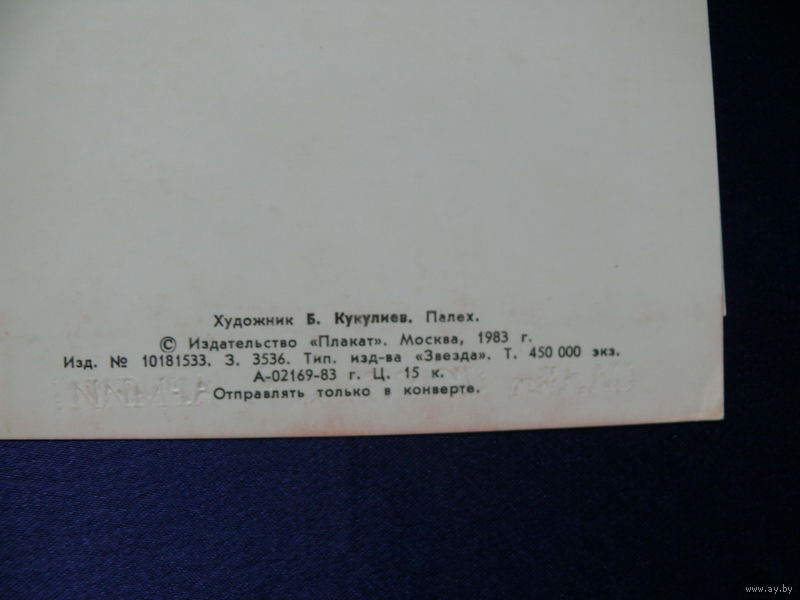 Художник Б. Кукулиев. Палех.
© Издательство «Плакат». Москва, 1983 г.
Изд. № 10181533. З. 3536. Тип. изд-ва «Звезда». Т. 450 000 экз.
А-02169-83 г. Ц. 15 к.
Отправлять только в конверте.
www.ay.by